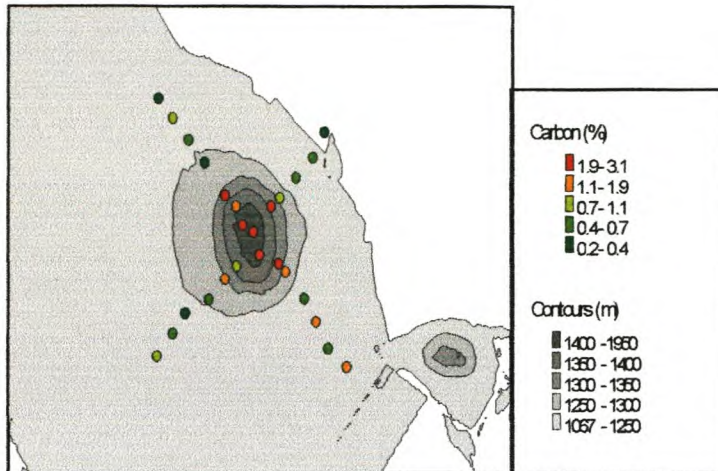 Carbon (%)
1.9 - 3.1
1.1 - 1.9
0.7 - 1.1
0.4 - 0.7
0.2 - 0.4
Contours (m)
1400 - 1950
1350 - 1400
1300 - 1350
1250 - 1300
1067 - 1250